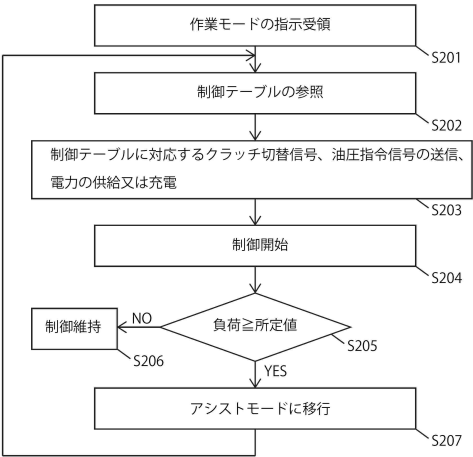 作業モードの指示受領
S201
制御テーブルの参照
S202
制御テーブルに対応するクラッチ切替信号、油圧指令信号の送信、
電力の供給又は充電
S203
制御開始
S204
負荷≧所定値
S205
NO
制御維持
S206
YES
アシストモードに移行
S207